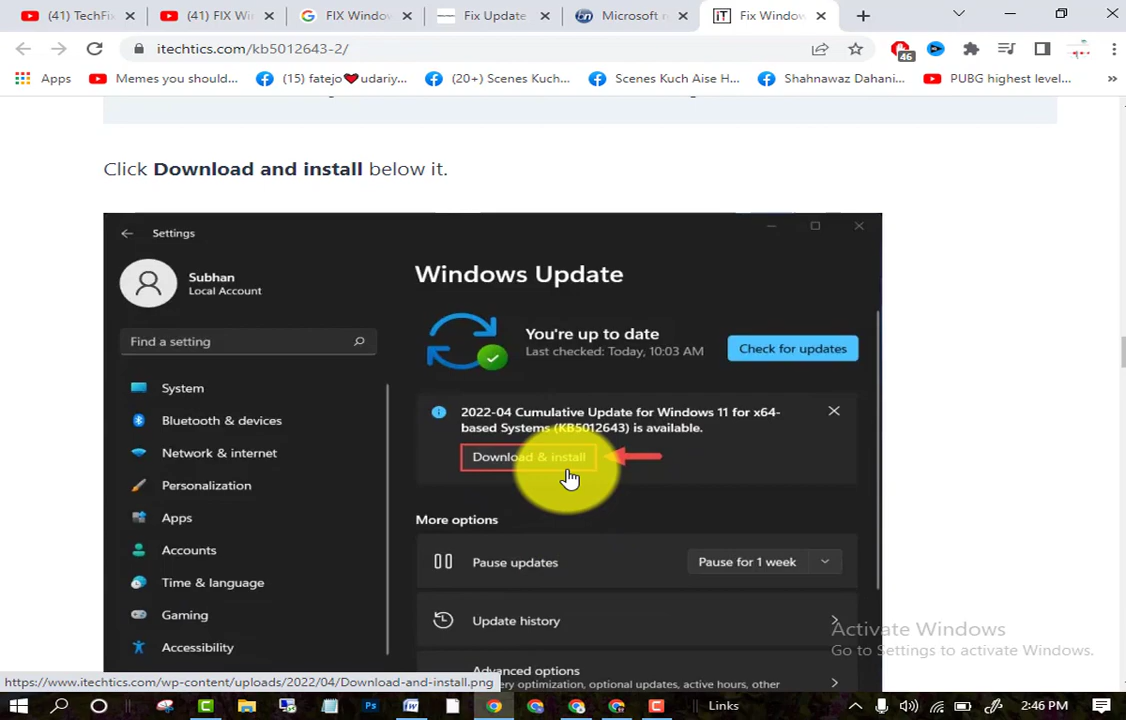 (41) TechFix
(41) FIX Win
FIX Window
Fix Update
Microsoft r
Fix Window
itechtics.com/kb5012643-2/
46
Apps
Memes you should...
(15) fatejo❤udariy...
(20+) Scenes Kuch...
Scenes Kuch Aise H...
Shahnawaz Dahani...
PUBG highest level...
»
Click Download and install below it.
Settings
Subhan
Local Account
Windows Update
You're up to date
Last checked: Today, 10:03 AM
Check for updates
Find a setting
System
Bluetooth & devices
Network & internet
Personalization
Apps
Accounts
Time & language
Gaming
Accessibility
2022-04 Cumulative Update for Windows 11 for x64-
based Systems (KB5012643) is available.
Download & install
More options
Pause updates
Pause for 1 week
Update history
Advanced options
ery optimization, optional updates, active hours, other
Activate Windows
Go to Settings to activate Windows.
https://www.itechtics.com/wp-content/uploads/2022/04/Download-and-install.png
Links
2:46 PM